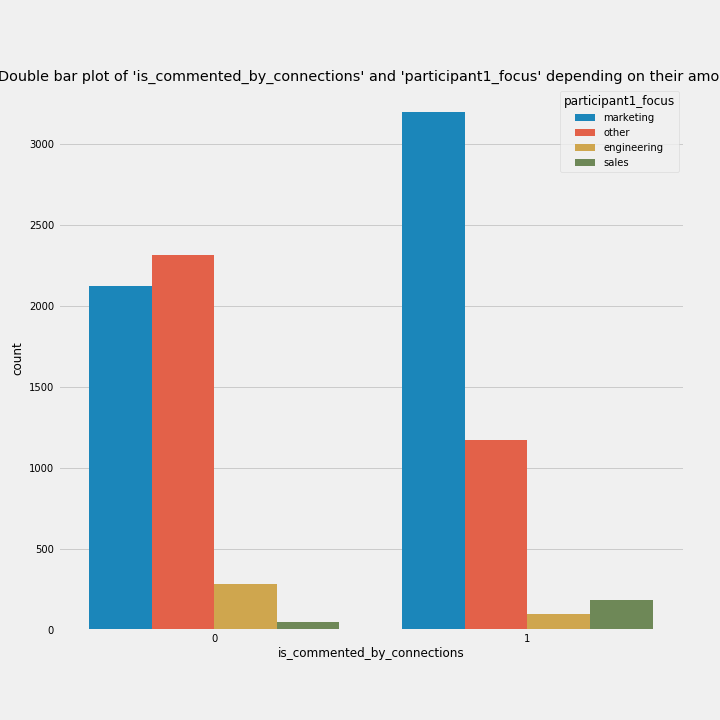 Double bar plot of 'is_commented_by_connections' and 'participant1_focus' depending on their amo
participant1_focus
marketing
other
engineering
sales
3000
2500
2000
1500
1000
500
0
count
0 1
is_commented_by_connections